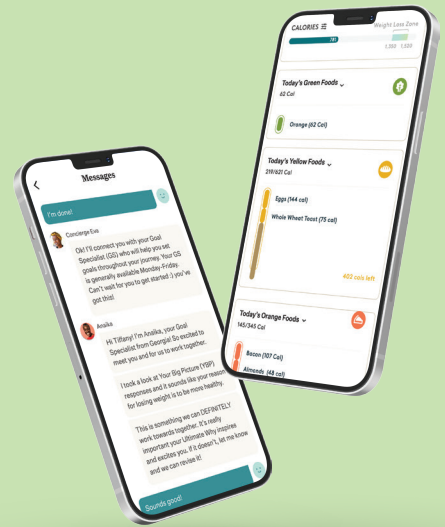 Messages
I'm done!
Concierge Eva
Ok! I'll connect you with your Goal
Specialist (GS) who will help you set
goals throughout your journey. Your GS
is generally available Monday-Friday.
Can't wait for you to get started :) you've
got this!
Anaika
Hi Tiffany! I'm Anaika, your Goal
Specialist from Georgia! So excited to
meet you and for us to work together.
I took a look at Your Big Picture (YBP)
responses and it sounds like your reason
for losing weight is to be more healthy.
This is something we can DEFINITELY
work towards together. It's really
important your Ultimate Why inspires
and excites you. If it doesn't, let me know
and we can revise it!
Sounds good!
CALORIES
Weight Loss Zone
781
Today's Green Foods
62 Cal
Orange (62 Cal)
Today's Yellow Foods
219/621 Cal
Eggs (144 cal)
Whole Wheat Toast (75 cal)
402 cals left
Today's Orange Foods
145/345 Cal
Bacon (107 Cal)
Almonds (48 cal)